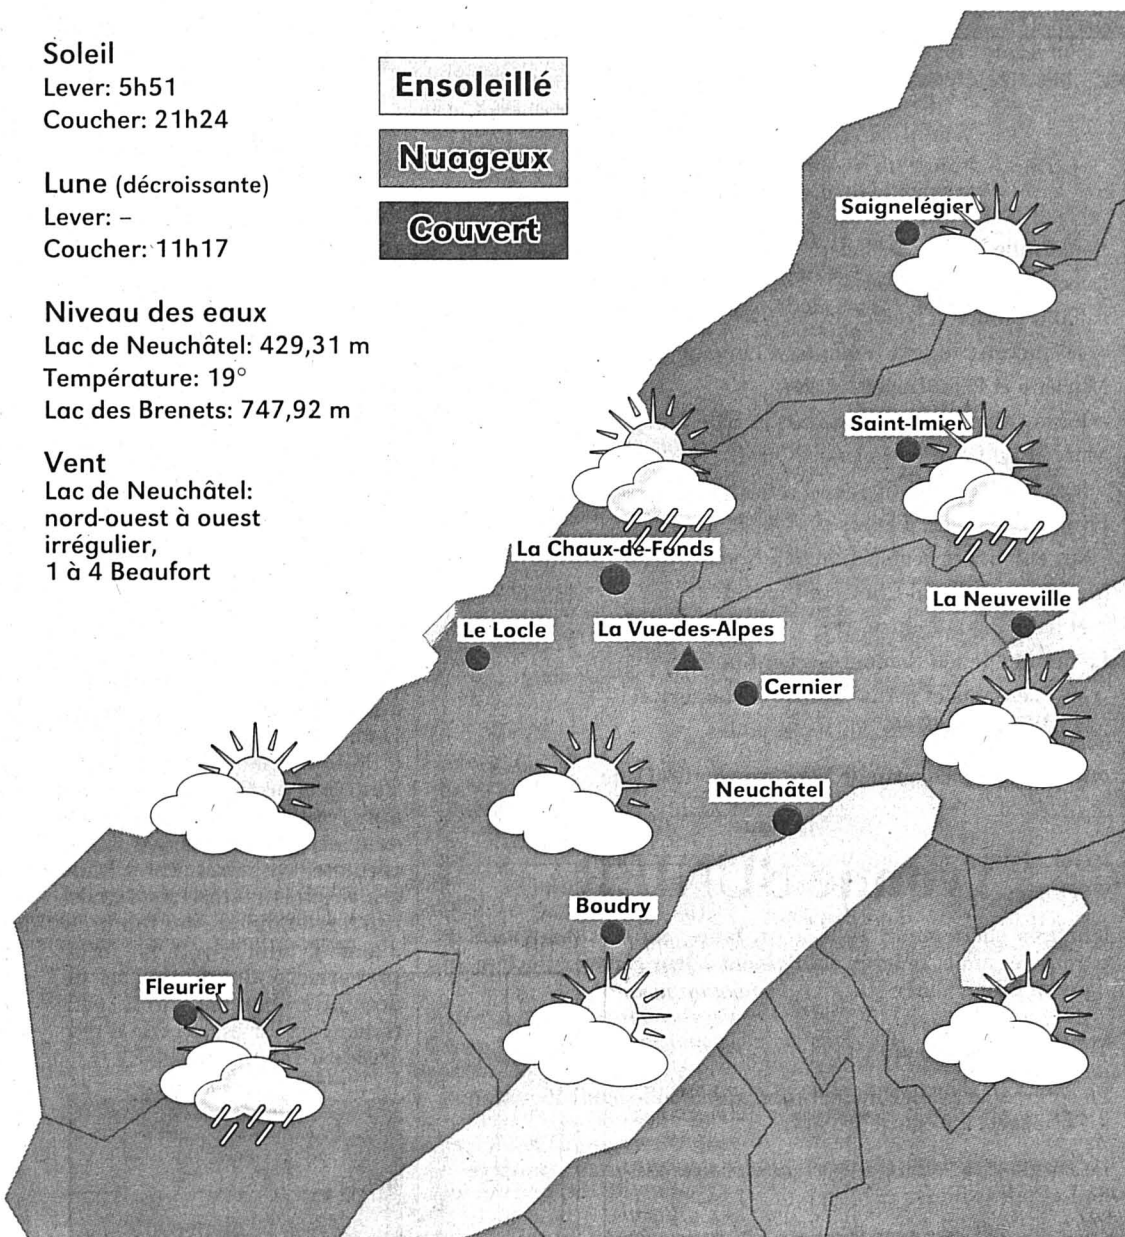 Soleil
Lever: 5h51
Coucher: 21h24
Lune (décroissante)
Lever: –
Coucher: 11h17
Niveau des eaux
Lac de Neuchâtel: 429,31 m
Température: 19°
Lac des Brenets: 747,92 m
Vent
Lac de Neuchâtel:
nord-ouest à ouest
irrégulier,
1 à 4 Beaufort
Ensoleillé
Nuageux
Couvert
Saignelégier
Saint-Imier
La Chaux-de-Fonds
La Neuveville
Le Locle
La Vue-des-Alpes
Cernier
Neuchâtel
Boudry
Fleurier